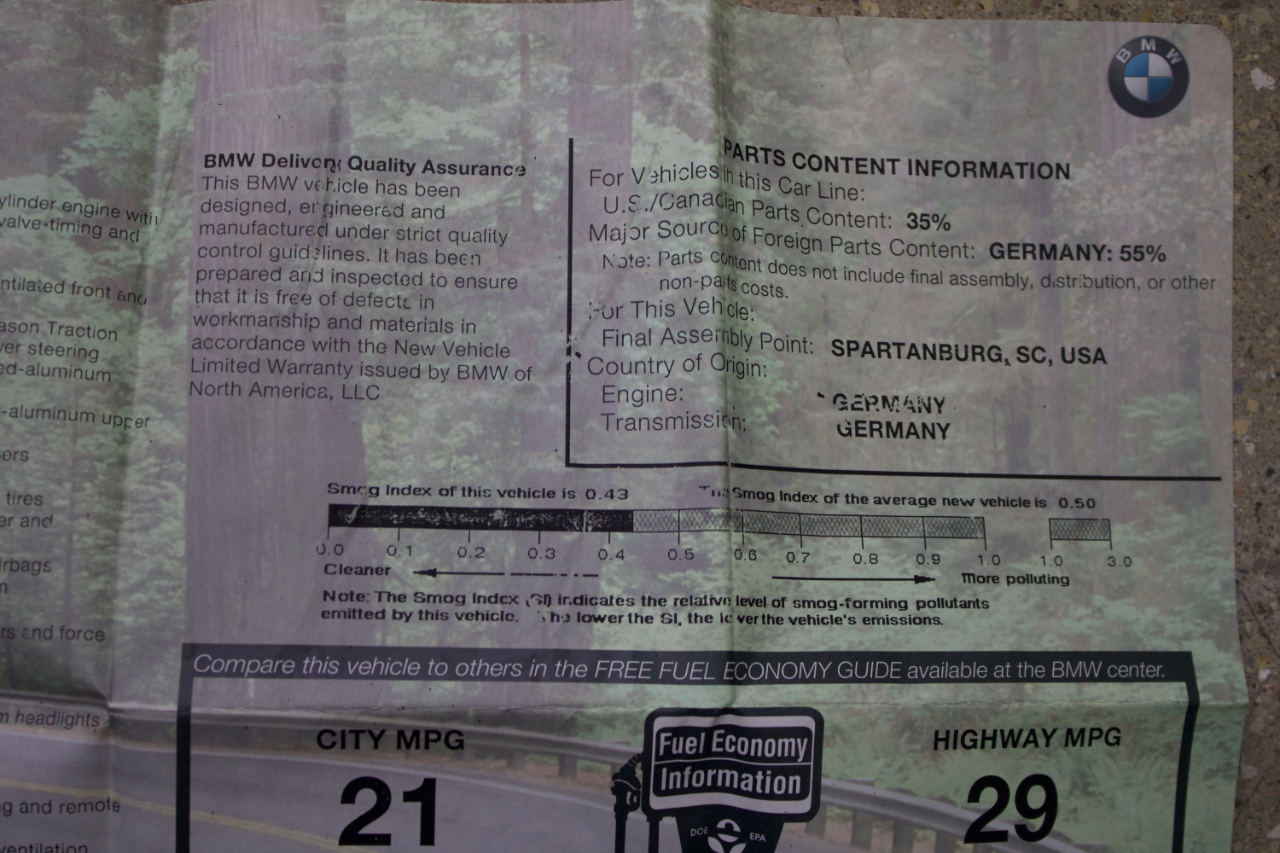 ylinder engine with
valve-timing and
ntilated front and
ason Traction
ver steering
ed-aluminum
-aluminum upper
ers
tires
er and
irbags
n
rs and force
m headlights
ng and remote
ventilation
BMW Delivery Quality Assurance
This BMW vehicle has been
designed, engineered and
manufactured under strict quality
control guidelines. It has been
prepared and inspected to ensure
that it is free of defects in
workmanship and materials in
accordance with the New Vehicle
Limited Warranty issued by BMW of
North America, LLC
BMW
PARTS CONTENT INFORMATION
For Vehicles in this Car Line:
U.S./Canadian Parts Content: 35%
Major Source of Foreign Parts Content: GERMANY: 55%
Note: Parts content does not include final assembly, distribution, or other
non-parts costs.
For This Vehicle:
Final Assembly Point: SPARTANBURG, SC, USA
Country of Origin:
Engine: GERMANY
Transmission: GERMANY
Smog Index of this vehicle is 0.43
The Smog Index of the average new vehicle is 0.50
0.0 0.1 0.2 0.3 0.4 0.5 0.6 0.7 0.8 0.9 1.0 1.0 3.0
Cleaner More polluting
Note: The Smog Index (SI) indicates the relative level of smog-forming pollutants
emitted by this vehicle. The lower the SI, the lower the vehicle's emissions.
Compare this vehicle to others in the FREE FUEL ECONOMY GUIDE available at the BMW center.
CITY MPG
21
Fuel Economy
Information
DOE EPA
HIGHWAY MPG
29